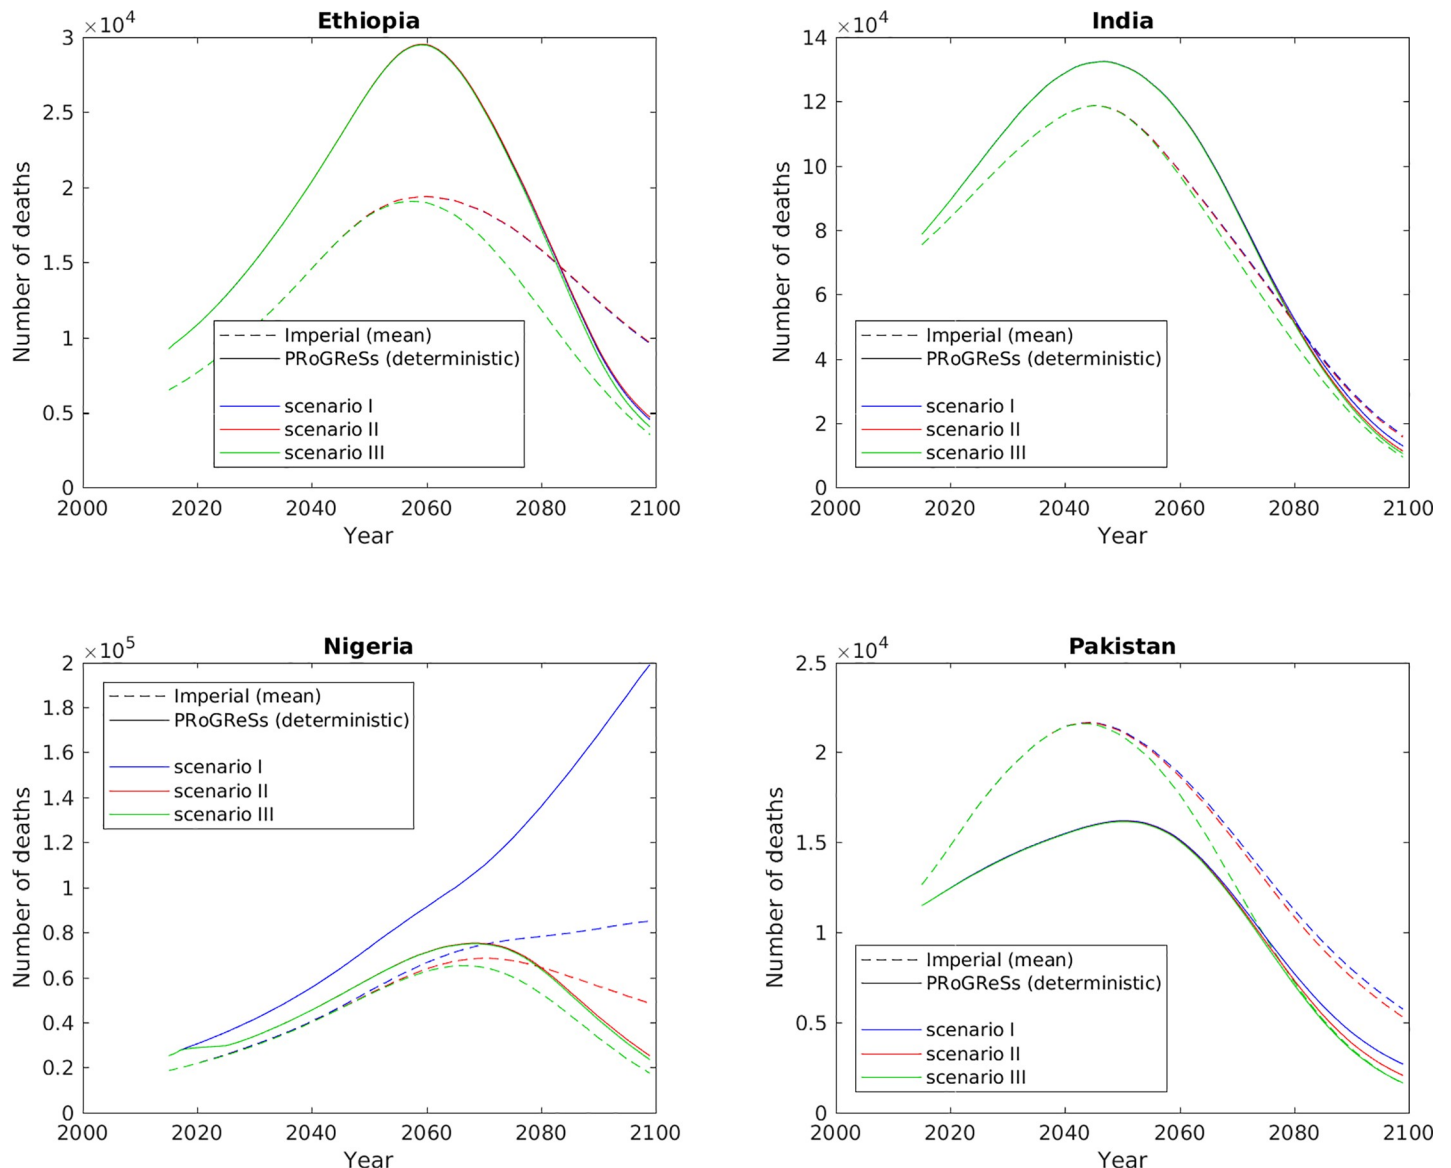 Ethiopia
×10⁴
3
2.5
2
1.5
1
0.5
0
Number of deaths
Imperial (mean)
PRoGReSs (deterministic)
scenario I
scenario II
scenario III
2000 2020 2040 2060 2080 2100
Year
India
×10⁴
14
12
10
8
6
4
2
0
Number of deaths
Imperial (mean)
PRoGReSs (deterministic)
scenario I
scenario II
scenario III
2000 2020 2040 2060 2080 2100
Year
Nigeria
×10⁵
2
1.8
1.6
1.4
1.2
1
0.8
0.6
0.4
0.2
0
Number of deaths
Imperial (mean)
PRoGReSs (deterministic)
scenario I
scenario II
scenario III
2000 2020 2040 2060 2080 2100
Year
Pakistan
×10⁴
2.5
2
1.5
1
0.5
0
Number of deaths
Imperial (mean)
PRoGReSs (deterministic)
scenario I
scenario II
scenario III
2000 2020 2040 2060 2080 2100
Year